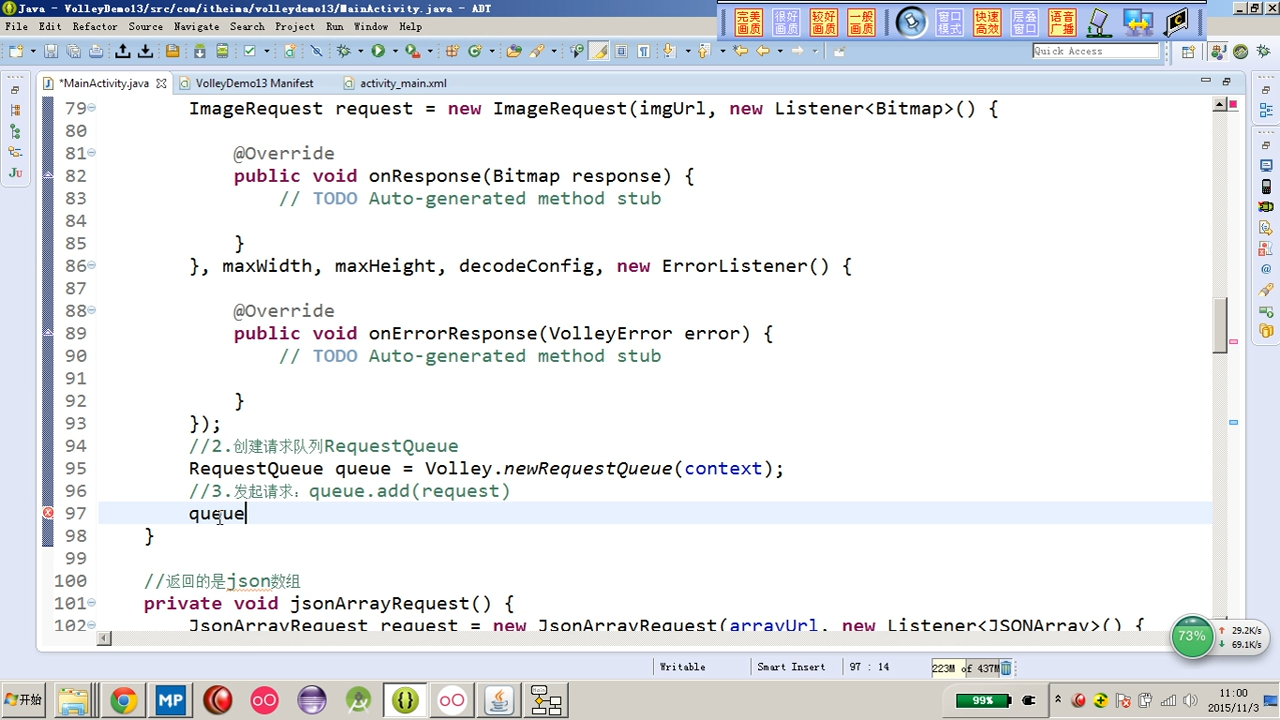 Java - VolleyDemo13/src/com/itheima/volleydemo13/MainActivity.java - ADT
完美画质 很好画质 较好画质 一般画质 窗口模式 快速高效 层叠窗口 语音广播
File Edit Refactor Source Navigate Search Project Run Window Help
Quick Access
*MainActivity.java VolleyDemo13 Manifest activity_main.xml
79 ImageRequest request = new ImageRequest(imgUrl, new Listener<Bitmap>() {
80
81 @Override
82 public void onResponse(Bitmap response) {
83 // TODO Auto-generated method stub
84
85 }
86 }, maxWidth, maxHeight, decodeConfig, new ErrorListener() {
87
88 @Override
89 public void onErrorResponse(VolleyError error) {
90 // TODO Auto-generated method stub
91
92 }
93 });
94 //2.创建请求队列RequestQueue
95 RequestQueue queue = Volley.newRequestQueue(context);
96 //3.发起请求：queue.add(request)
97 queue
98 }
99
100 //返回的是json数组
101 private void jsonArrayRequest() {
102 JsonArrayRequest request = new JsonArrayRequest(arrayUrl, new Listener<JSONArray>() {
73% 29.2K/s
69.1K/s
Writable Smart Insert 97 : 14 223M of 437M
开始 MP 99% 11:00
2015/11/3